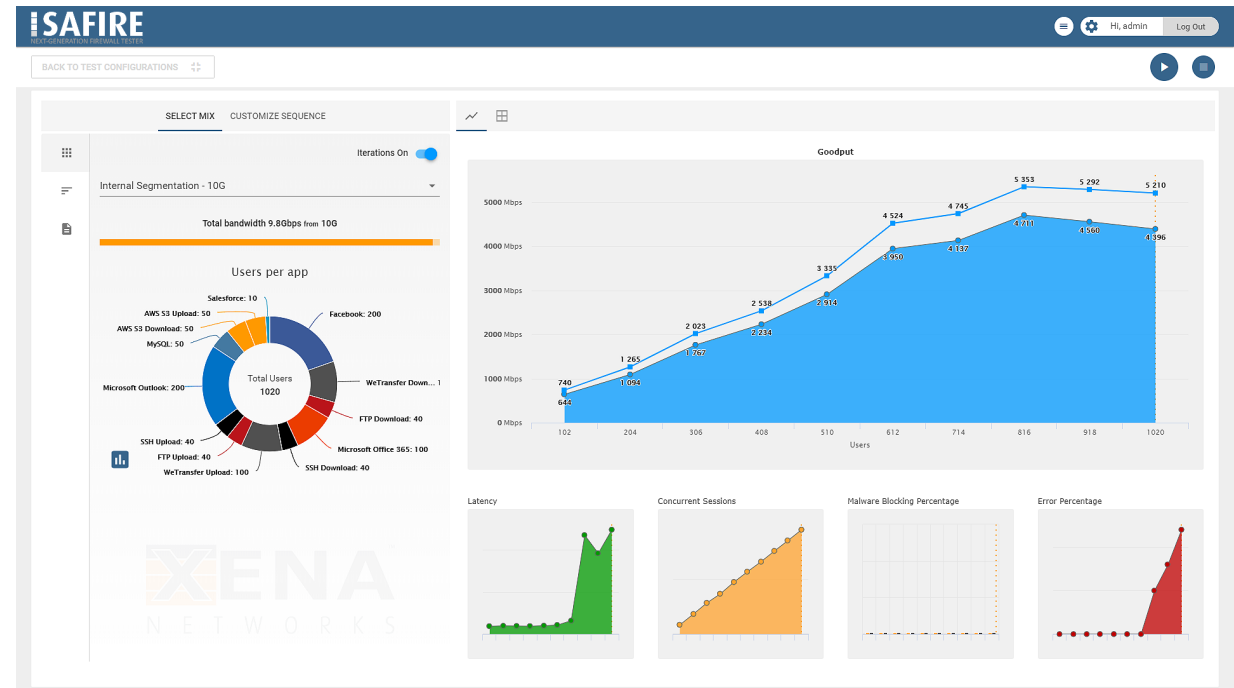 SAFIRE
NEXT-GENERATION FIREWALL TESTER
Hi, admin
Log Out
BACK TO TEST CONFIGURATIONS
SELECT MIX
CUSTOMIZE SEQUENCE
Iterations On
Internal Segmentation - 10G
Total bandwidth 9.8Gbps from 10G
Users per app
Salesforce: 10
AWS S3 Upload: 50
AWS S3 Download: 50
MySQL: 50
Microsoft Outlook: 200
SSH Upload: 40
FTP Upload: 40
WeTransfer Upload: 100
Facebook: 200
WeTransfer Down... 1
FTP Download: 40
Microsoft Office 365: 100
SSH Download: 40
Total Users
1020
XENA
NETWORKS
Goodput
5000 Mbps
4000 Mbps
3000 Mbps
2000 Mbps
1000 Mbps
0 Mbps
740
1 265
2 023
2 538
3 335
4 524
4 745
5 353
5 292
5 210
644
1 094
1 767
2 234
2 914
3 950
4 137
4 711
4 560
4 396
102
204
306
408
510
612
714
816
918
1020
Users
Latency
Concurrent Sessions
Malware Blocking Percentage
Error Percentage